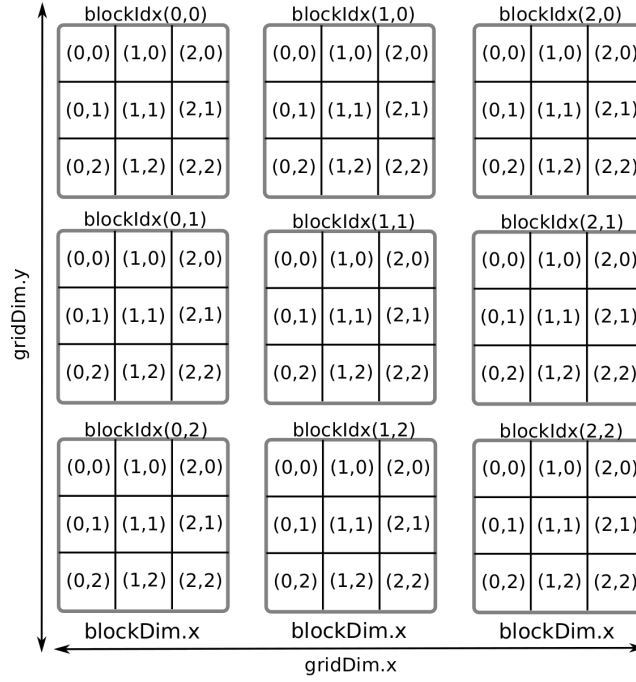 blockIdx(0,0) blockIdx(1,0) blockIdx(2,0)
(0,0) (1,0) (2,0) (0,0) (1,0) (2,0) (0,0) (1,0) (2,0)
(0,1) (1,1) (2,1) (0,1) (1,1) (2,1) (0,1) (1,1) (2,1)
(0,2) (1,2) (2,2) (0,2) (1,2) (2,2) (0,2) (1,2) (2,2)
blockIdx(0,1) blockIdx(1,1) blockIdx(2,1)
(0,0) (1,0) (2,0) (0,0) (1,0) (2,0) (0,0) (1,0) (2,0)
(0,1) (1,1) (2,1) (0,1) (1,1) (2,1) (0,1) (1,1) (2,1)
(0,2) (1,2) (2,2) (0,2) (1,2) (2,2) (0,2) (1,2) (2,2)
gridDim.y
blockIdx(0,2) blockIdx(1,2) blockIdx(2,2)
(0,0) (1,0) (2,0) (0,0) (1,0) (2,0) (0,0) (1,0) (2,0)
(0,1) (1,1) (2,1) (0,1) (1,1) (2,1) (0,1) (1,1) (2,1)
(0,2) (1,2) (2,2) (0,2) (1,2) (2,2) (0,2) (1,2) (2,2)
blockDim.x blockDim.x blockDim.x
gridDim.x